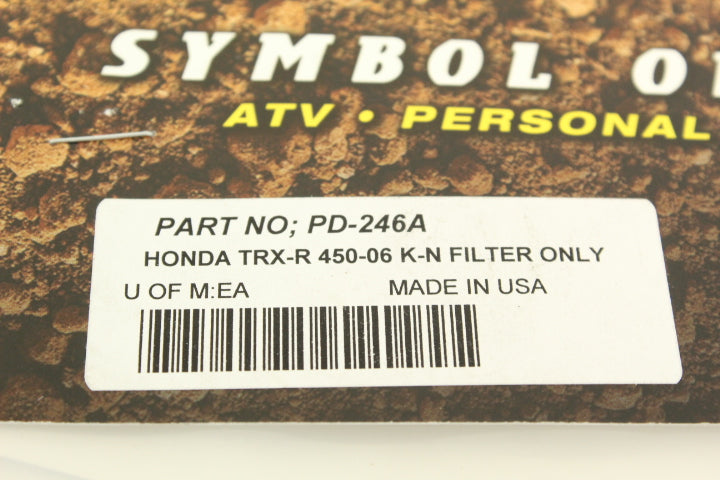 SYMBOL
ATV • PERSONAL
PART NO; PD-246A
HONDA TRX-R 450-06 K-N FILTER ONLY
U OF M:EA MADE IN USA